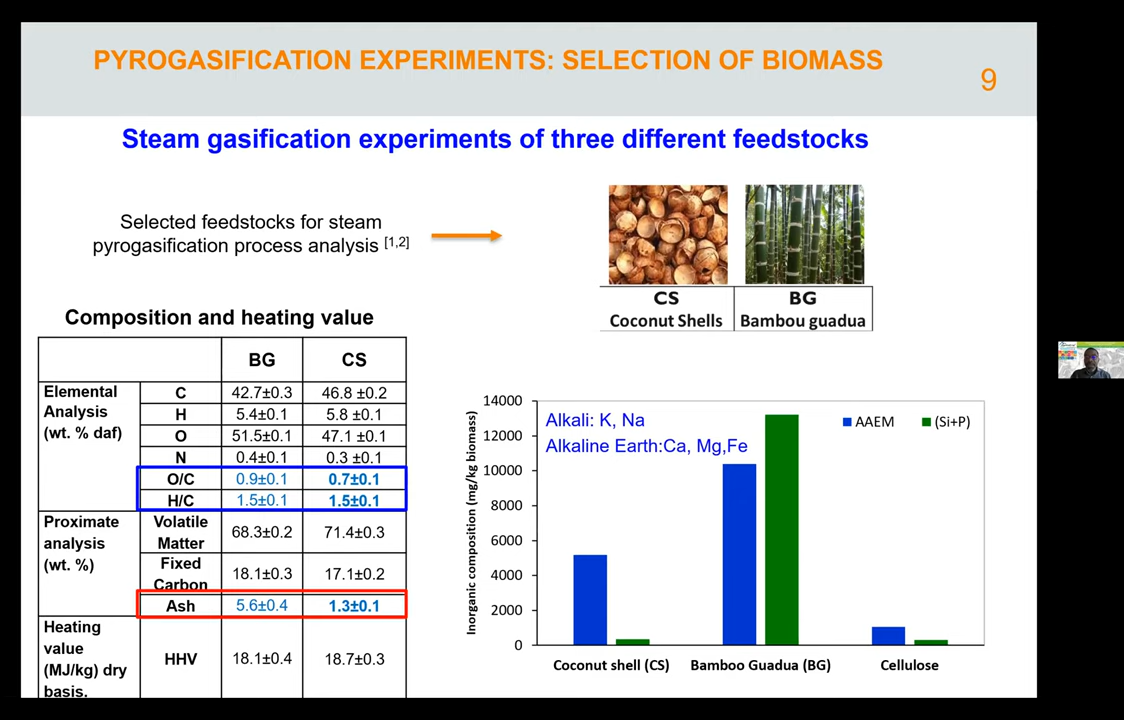 PYROGASIFICATION EXPERIMENTS: SELECTION OF BIOMASS
9
Steam gasification experiments of three different feedstocks
Selected feedstocks for steam
pyrogasification process analysis [1,2]
CS
Coconut Shells
BG
Bambou guadua
Composition and heating value
BG CS
Elemental
Analysis
(wt. % daf)
C 42.7±0.3 46.8 ±0.2
H 5.4±0.1 5.8 ±0.1
O 51.5±0.1 47.1 ±0.1
N 0.4±0.1 0.3 ±0.1
O/C 0.9±0.1 0.7±0.1
H/C 1.5±0.1 1.5±0.1
Proximate
analysis
(wt. %)
Volatile
Matter 68.3±0.2 71.4±0.3
Fixed
Carbon 18.1±0.3 17.1±0.2
Ash 5.6±0.4 1.3±0.1
Heating
value
(MJ/kg) dry
basis.
HHV 18.1±0.4 18.7±0.3
Inorganic composition (mg/kg biomass)
14000
12000
10000
8000
6000
4000
2000
0
Alkali: K, Na
Alkaline Earth:Ca, Mg,Fe
AAEM (Si+P)
Coconut shell (CS) Bamboo Guadua (BG) Cellulose